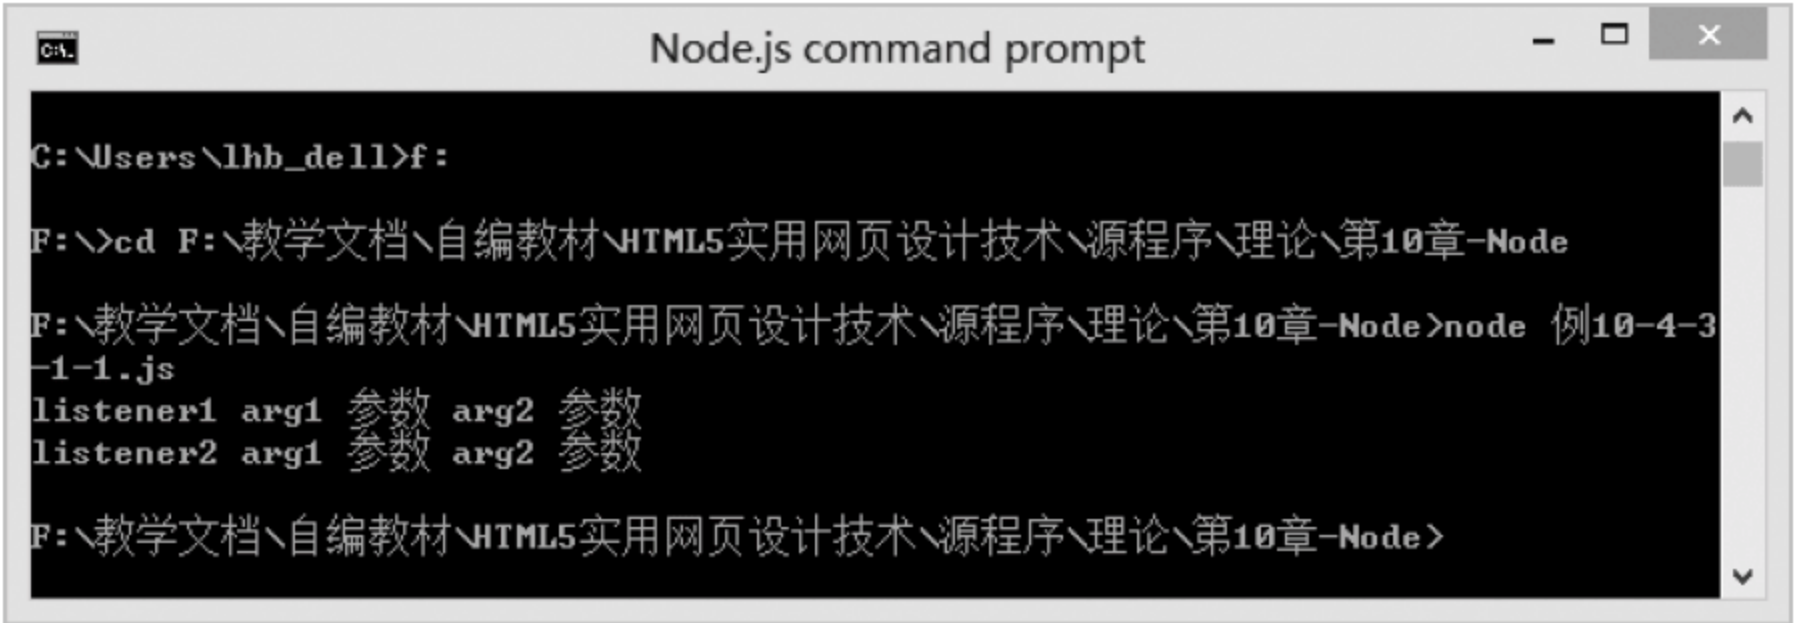 Node.js command prompt
C:\Users\lhb_dell>f:
F:\>cd F:\教学文档\自编教材\HTML5实用网页设计技术\源程序\理论\第10章-Node
F:\教学文档\自编教材\HTML5实用网页设计技术\源程序\理论\第10章-Node>node 例10-4-3
-1-1.js
listener1 arg1 参数 arg2 参数
listener2 arg1 参数 arg2 参数
F:\教学文档\自编教材\HTML5实用网页设计技术\源程序\理论\第10章-Node>